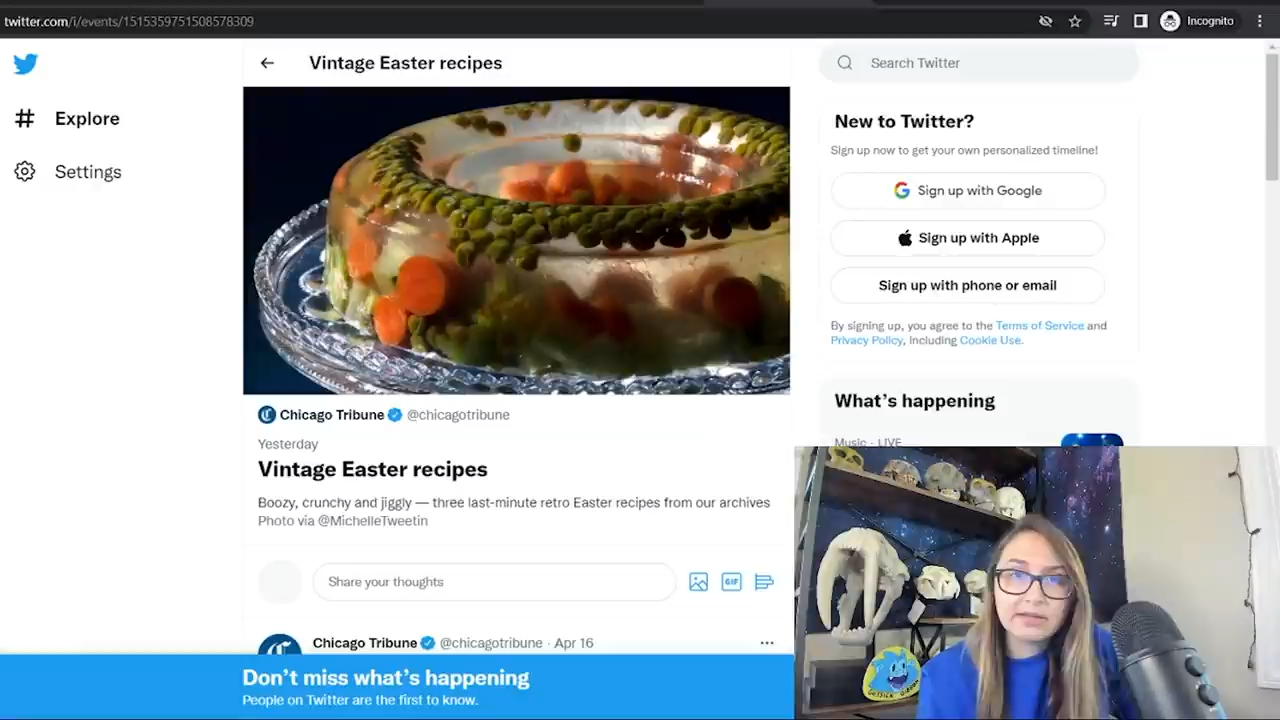 twitter.com/i/events/1515359751508578309
Incognito
Explore
Settings
Vintage Easter recipes
Chicago Tribune @chicagotribune
Yesterday
Vintage Easter recipes
Boozy, crunchy and jiggly — three last-minute retro Easter recipes from our archives
Photo via @MichelleTweetin
Share your thoughts
GIF
Chicago Tribune @chicagotribune · Apr 16
Search Twitter
New to Twitter?
Sign up now to get your own personalized timeline!
Sign up with Google
Sign up with Apple
Sign up with phone or email
By signing up, you agree to the Terms of Service and
Privacy Policy, including Cookie Use.
What's happening
Music · LIVE
Don't miss what's happening
People on Twitter are the first to know.